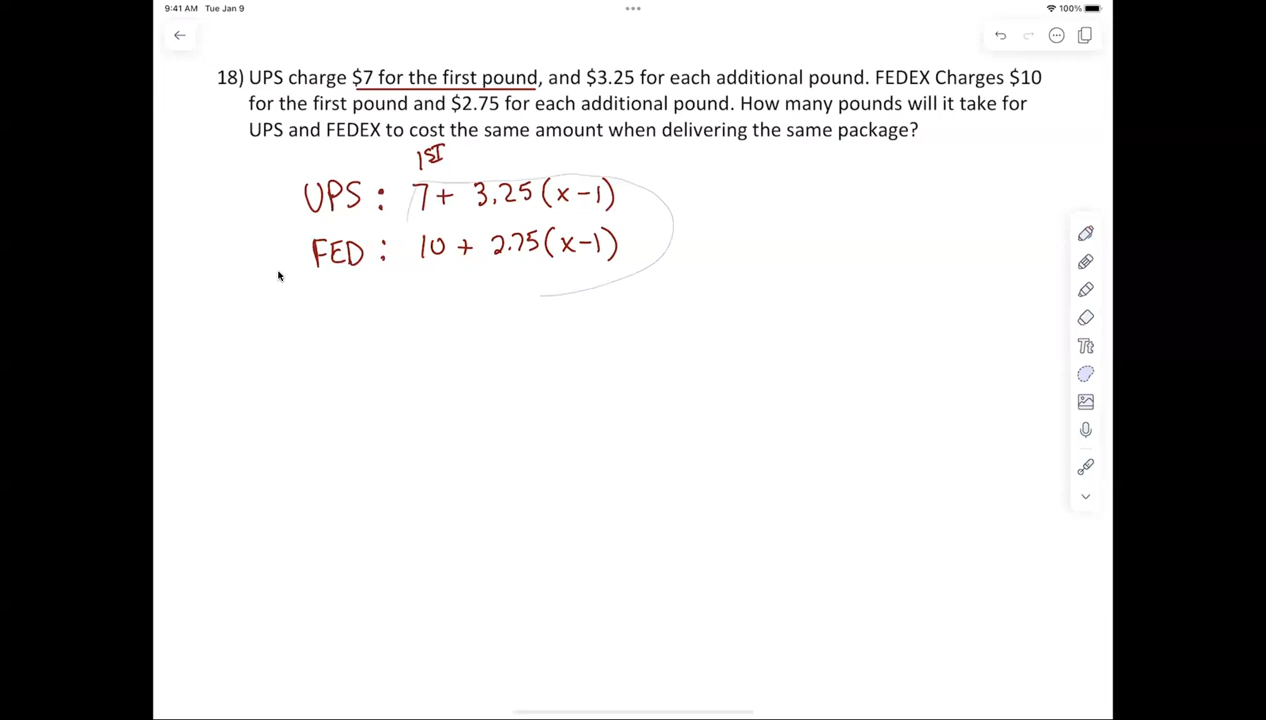 9:41 AM Tue Jan 9
100%
18) UPS charge $7 for the first pound, and $3.25 for each additional pound. FEDEX Charges $10
for the first pound and $2.75 for each additional pound. How many pounds will it take for
UPS and FEDEX to cost the same amount when delivering the same package?
1ST
UPS: 7+ 3.25(x-1)
FED: 10 + 2.75(x-1)
Tt